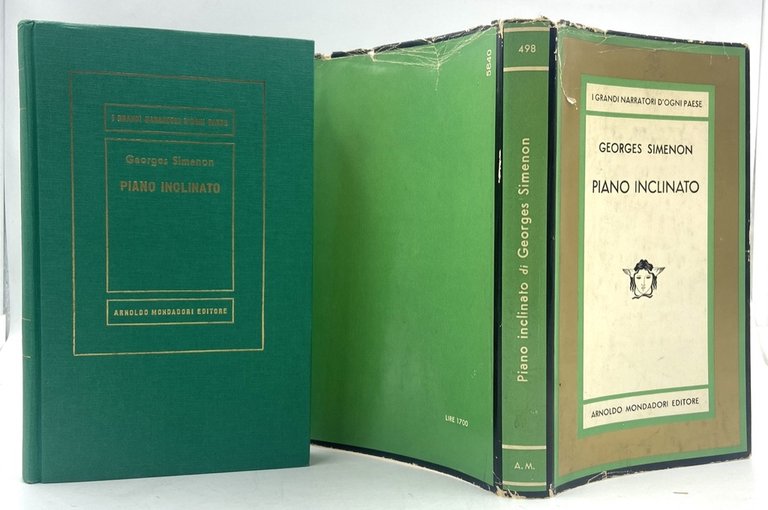 I GRANDI NARRATORI D'OGNI PAESE
Georges Simenon
PIANO INCLINATO
ARNOLDO MONDADORI EDITORE
5640
LIRE 1700
498
Piano inclinato di Georges Simenon
A. M.
I GRANDI NARRATORI D'OGNI PAESE
GEORGES SIMENON
PIANO INCLINATO
ARNOLDO MONDADORI EDITORE